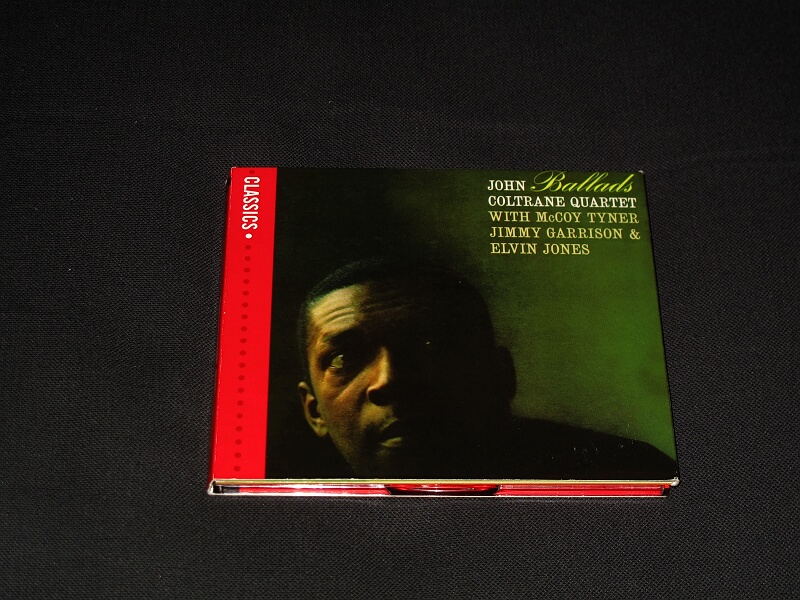 CLASSICS •
JOHN Ballads
COLTRANE QUARTET
WITH McCOY TYNER
JIMMY GARRISON &
ELVIN JONES